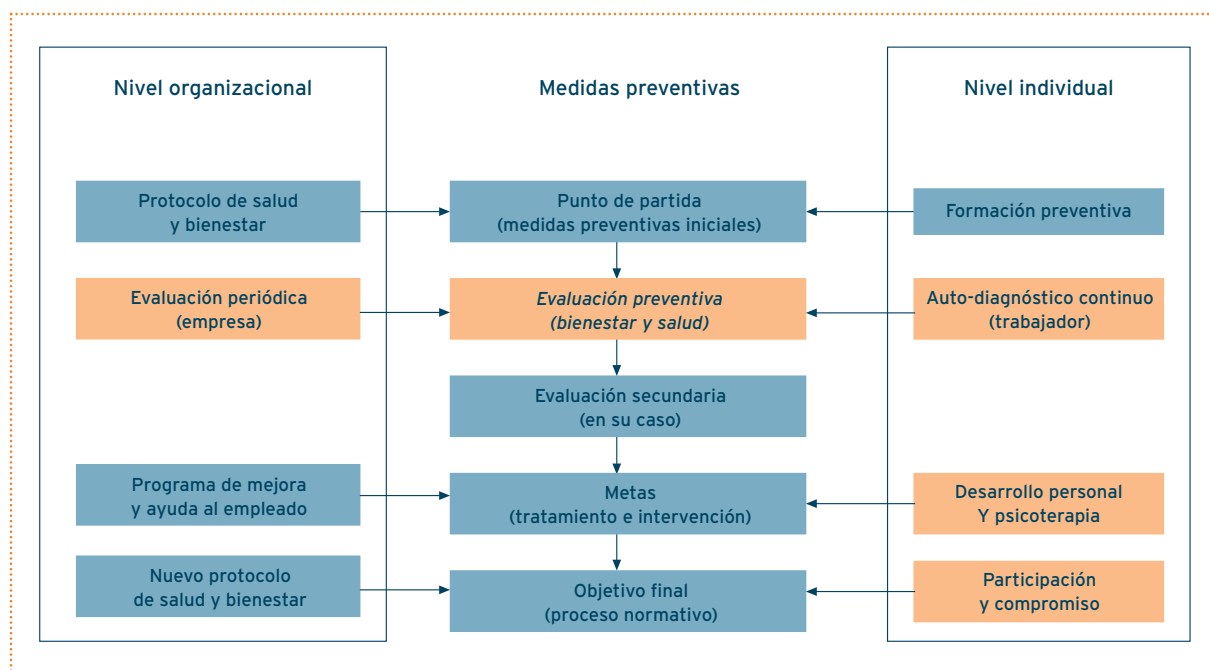 Nivel organizacional
Medidas preventivas
Nivel individual
Protocolo de salud
y bienestar
Punto de partida
(medidas preventivas iniciales)
Formación preventiva
Evaluación periódica
(empresa)
Evaluación preventiva
(bienestar y salud)
Auto-diagnóstico continuo
(trabajador)
Evaluación secundaria
(en su caso)
Programa de mejora
y ayuda al empleado
Metas
(tratamiento e intervención)
Desarrollo personal
Y psicoterapia
Nuevo protocolo
de salud y bienestar
Objetivo final
(proceso normativo)
Participación
y compromiso